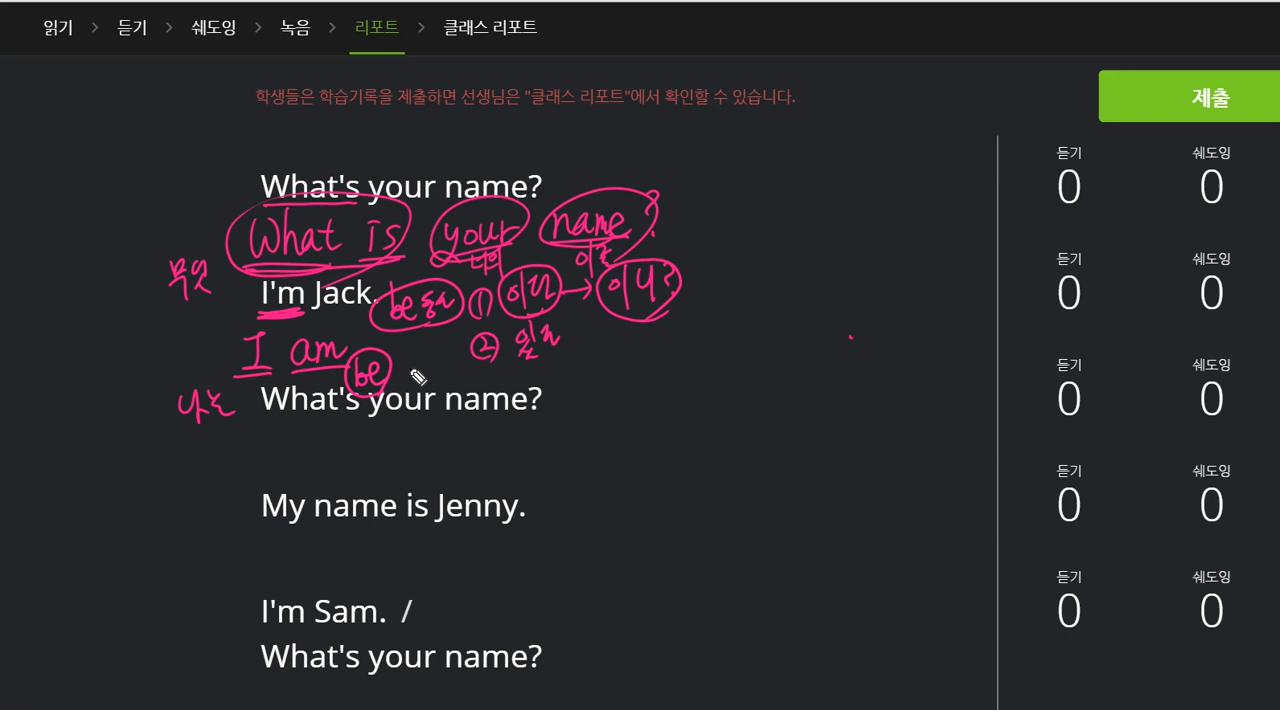 읽기 > 듣기 > 쉐도잉 > 녹음 > 리포트 > 클래스 리포트
학생들은 학습기록을 제출하면 선생님은 "클래스 리포트"에서 확인할 수 있습니다.
제출
What's your name?
듣기 쉐도잉
0 0
What is your name?
무엇 너의 이름
I'm Jack.
be동사 ① 이다 → 이니?
듣기 쉐도잉
0 0
I am be ② 있다
나는
What's your name?
듣기 쉐도잉
0 0
My name is Jenny.
듣기 쉐도잉
0 0
I'm Sam. /
What's your name?
듣기 쉐도잉
0 0